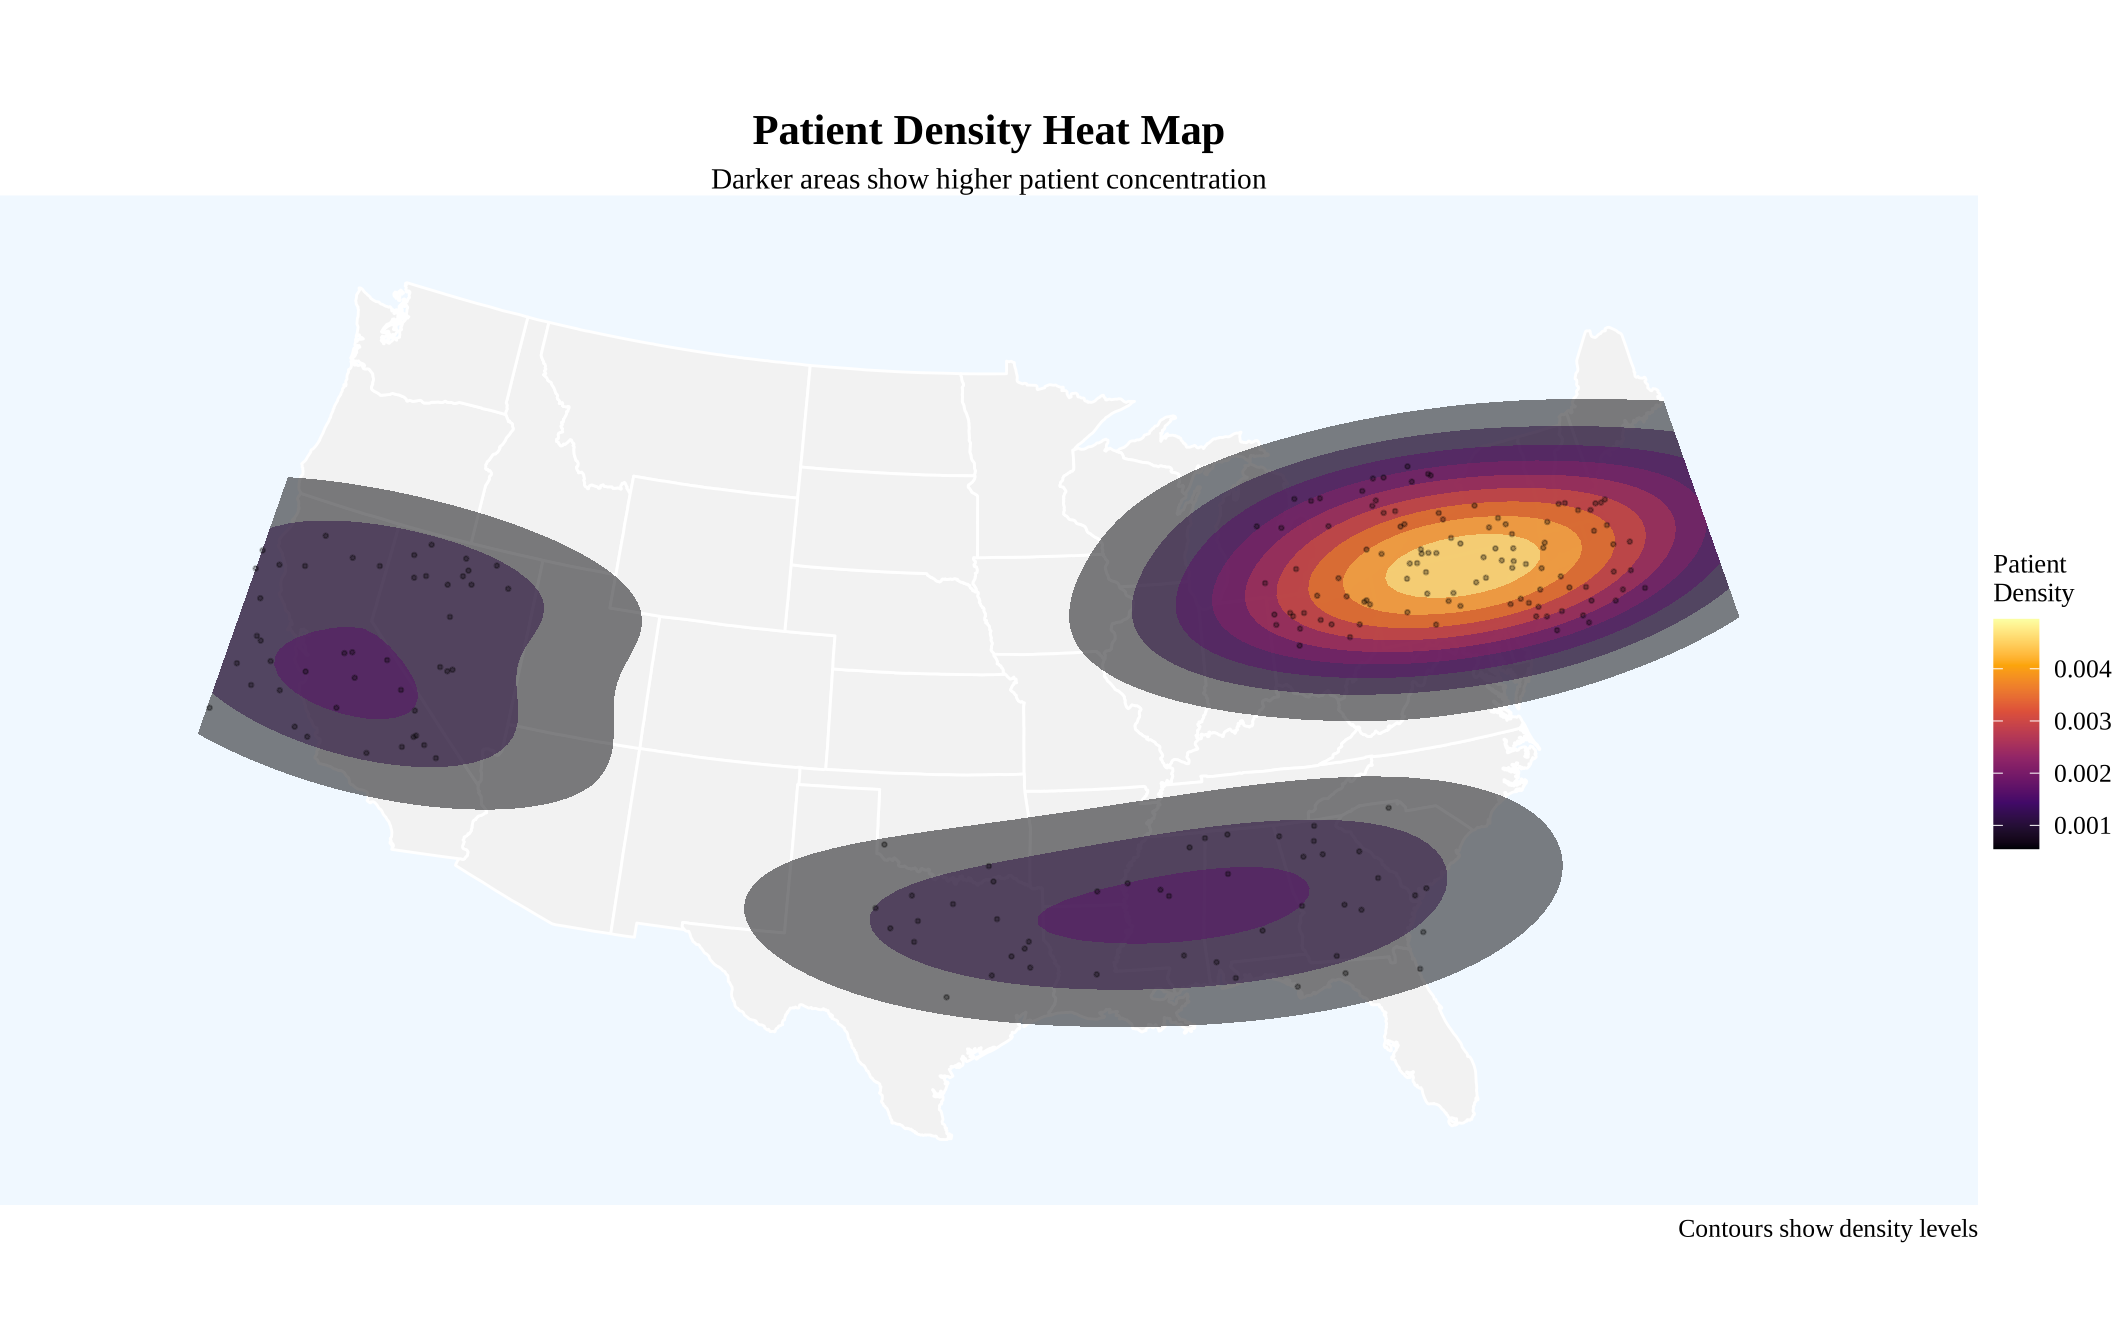 Patient Density Heat Map
Darker areas show higher patient concentration
Patient
Density
0.004
0.003
0.002
0.001
Contours show density levels